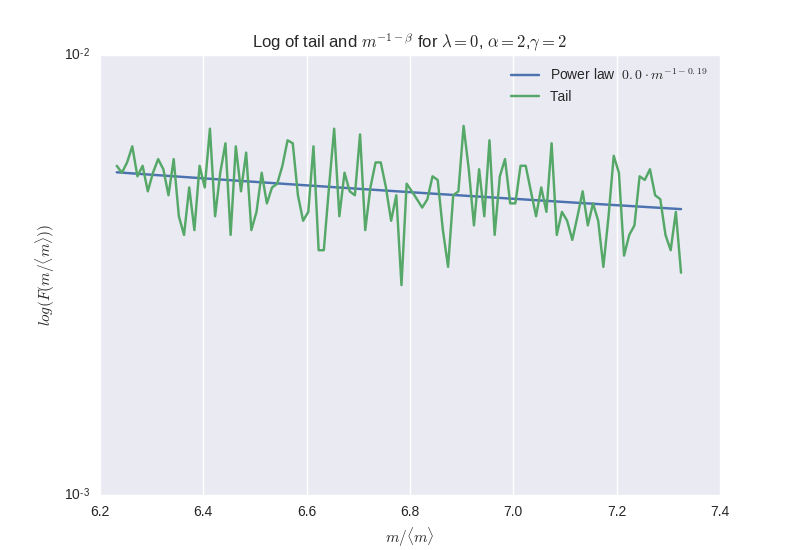 Log of tail and m^{-1-β} for λ = 0, α = 2,γ = 2
10^{-2}
Power law 0.0 · m^{-1-0.19}
Tail
log(F(m/⟨m⟩))
10^{-3}
6.2 6.4 6.6 6.8 7.0 7.2 7.4
m/⟨m⟩